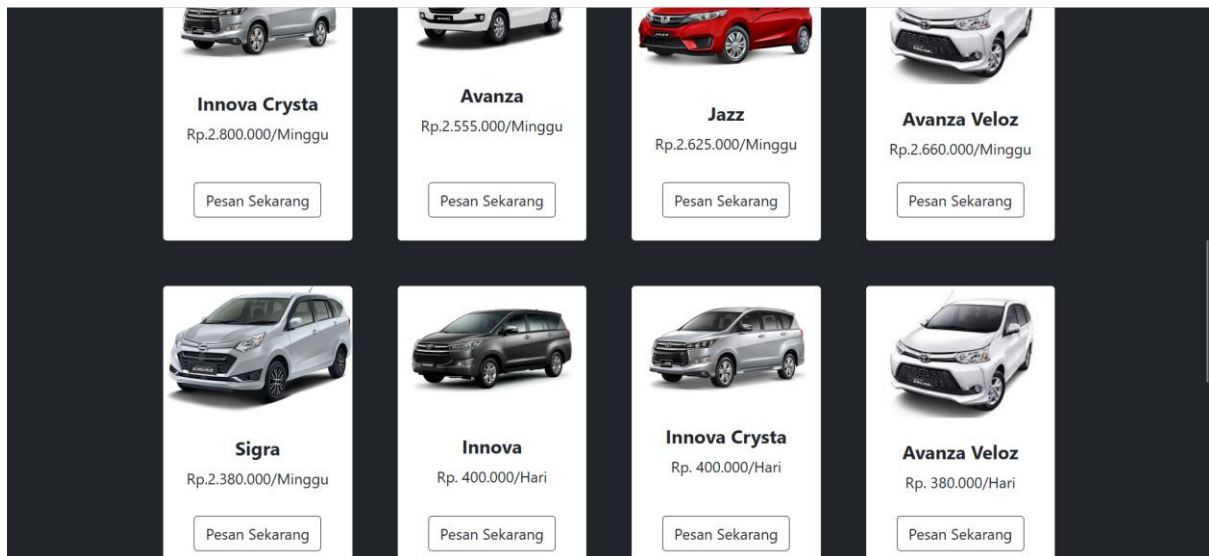 Innova Crysta
Rp.2.800.000/Minggu
Pesan Sekarang
Avanza
Rp.2.555.000/Minggu
Pesan Sekarang
JAZZ
Jazz
Rp.2.625.000/Minggu
Pesan Sekarang
Avanza Veloz
Rp.2.660.000/Minggu
Pesan Sekarang
Sigra
Rp.2.380.000/Minggu
Pesan Sekarang
Innova
Rp. 400.000/Hari
Pesan Sekarang
Innova Crysta
Rp. 400.000/Hari
Pesan Sekarang
Avanza Veloz
Rp. 380.000/Hari
Pesan Sekarang